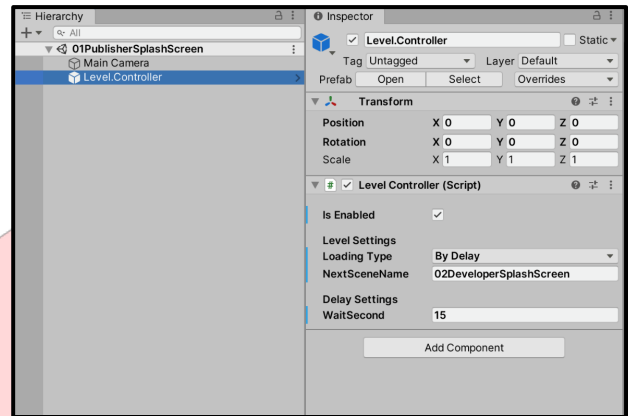 Hierarchy
All
01PublisherSplashScreen
Main Camera
Level.Controller
Inspector
Level.Controller
Static
Tag Untagged Layer Default
Prefab Open Select Overrides
Transform
Position X 0 Y 0 Z 0
Rotation X 0 Y 0 Z 0
Scale X 1 Y 1 Z 1
# Level Controller (Script)
Is Enabled
Level Settings
Loading Type By Delay
NextSceneName 02DeveloperSplashScreen
Delay Settings
WaitSecond 15
Add Component